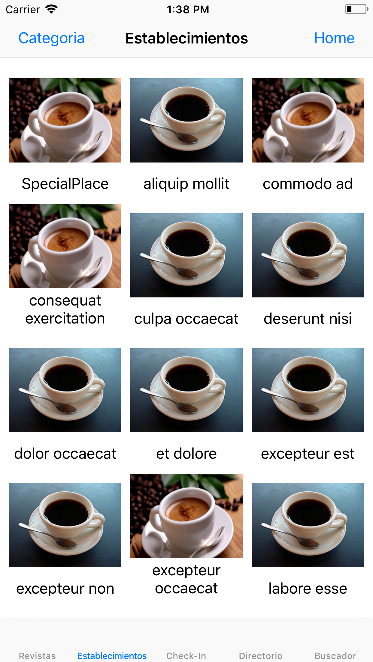 Carrier 1:38 PM
Categoria Establecimientos Home
SpecialPlace aliquip mollit commodo ad
consequat
exercitation culpa occaecat deserunt nisi
dolor occaecat et dolore excepteur est
excepteur non excepteur
occaecat labore esse
Revistas Establecimientos Check-In Directorio Buscador